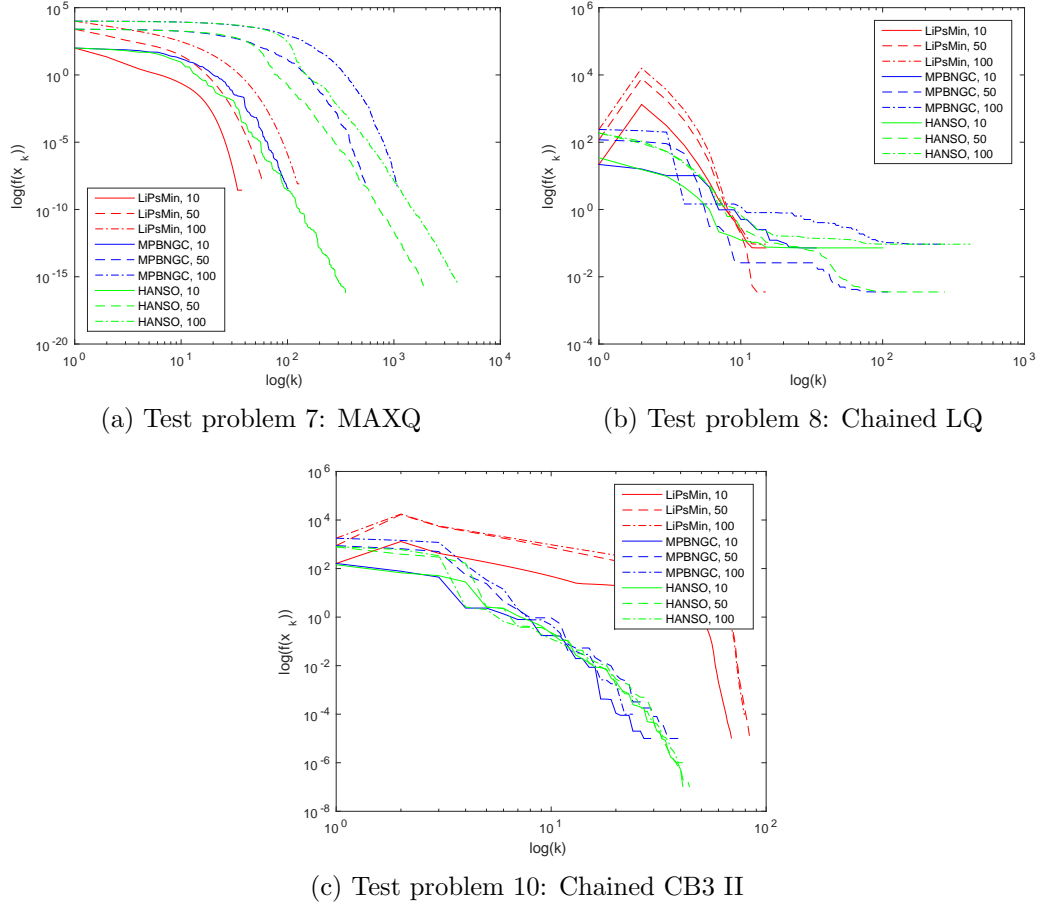 10^5
10^0
10^-5
10^-10
10^-15
10^-20
log(f(x_k))
LiPsMin, 10
LiPsMin, 50
LiPsMin, 100
MPBNGC, 10
MPBNGC, 50
MPBNGC, 100
HANSO, 10
HANSO, 50
HANSO, 100
10^0 10^1 10^2 10^3 10^4
log(k)
(a) Test problem 7: MAXQ
10^6
10^4
10^2
10^0
10^-2
10^-4
log(f(x_k))
LiPsMin, 10
LiPsMin, 50
LiPsMin, 100
MPBNGC, 10
MPBNGC, 50
MPBNGC, 100
HANSO, 10
HANSO, 50
HANSO, 100
10^0 10^1 10^2 10^3
log(k)
(b) Test problem 8: Chained LQ
10^6
10^4
10^2
10^0
10^-2
10^-4
10^-6
10^-8
log(f(x_k))
LiPsMin, 10
LiPsMin, 50
LiPsMin, 100
MPBNGC, 10
MPBNGC, 50
MPBNGC, 100
HANSO, 10
HANSO, 50
HANSO, 100
10^0 10^1 10^2
log(k)
(c) Test problem 10: Chained CB3 II